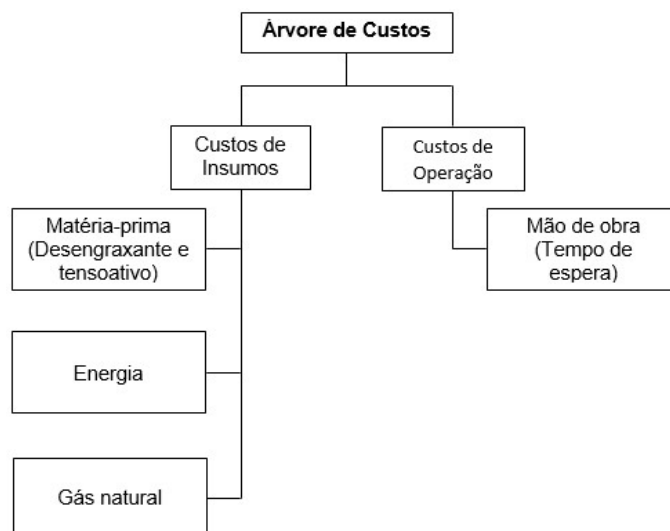 Árvore de Custos
Custos de
Insumos
Custos de
Operação
Matéria-prima
(Desengraxante e
tensoativo)
Mão de obra
(Tempo de
espera)
Energia
Gás natural